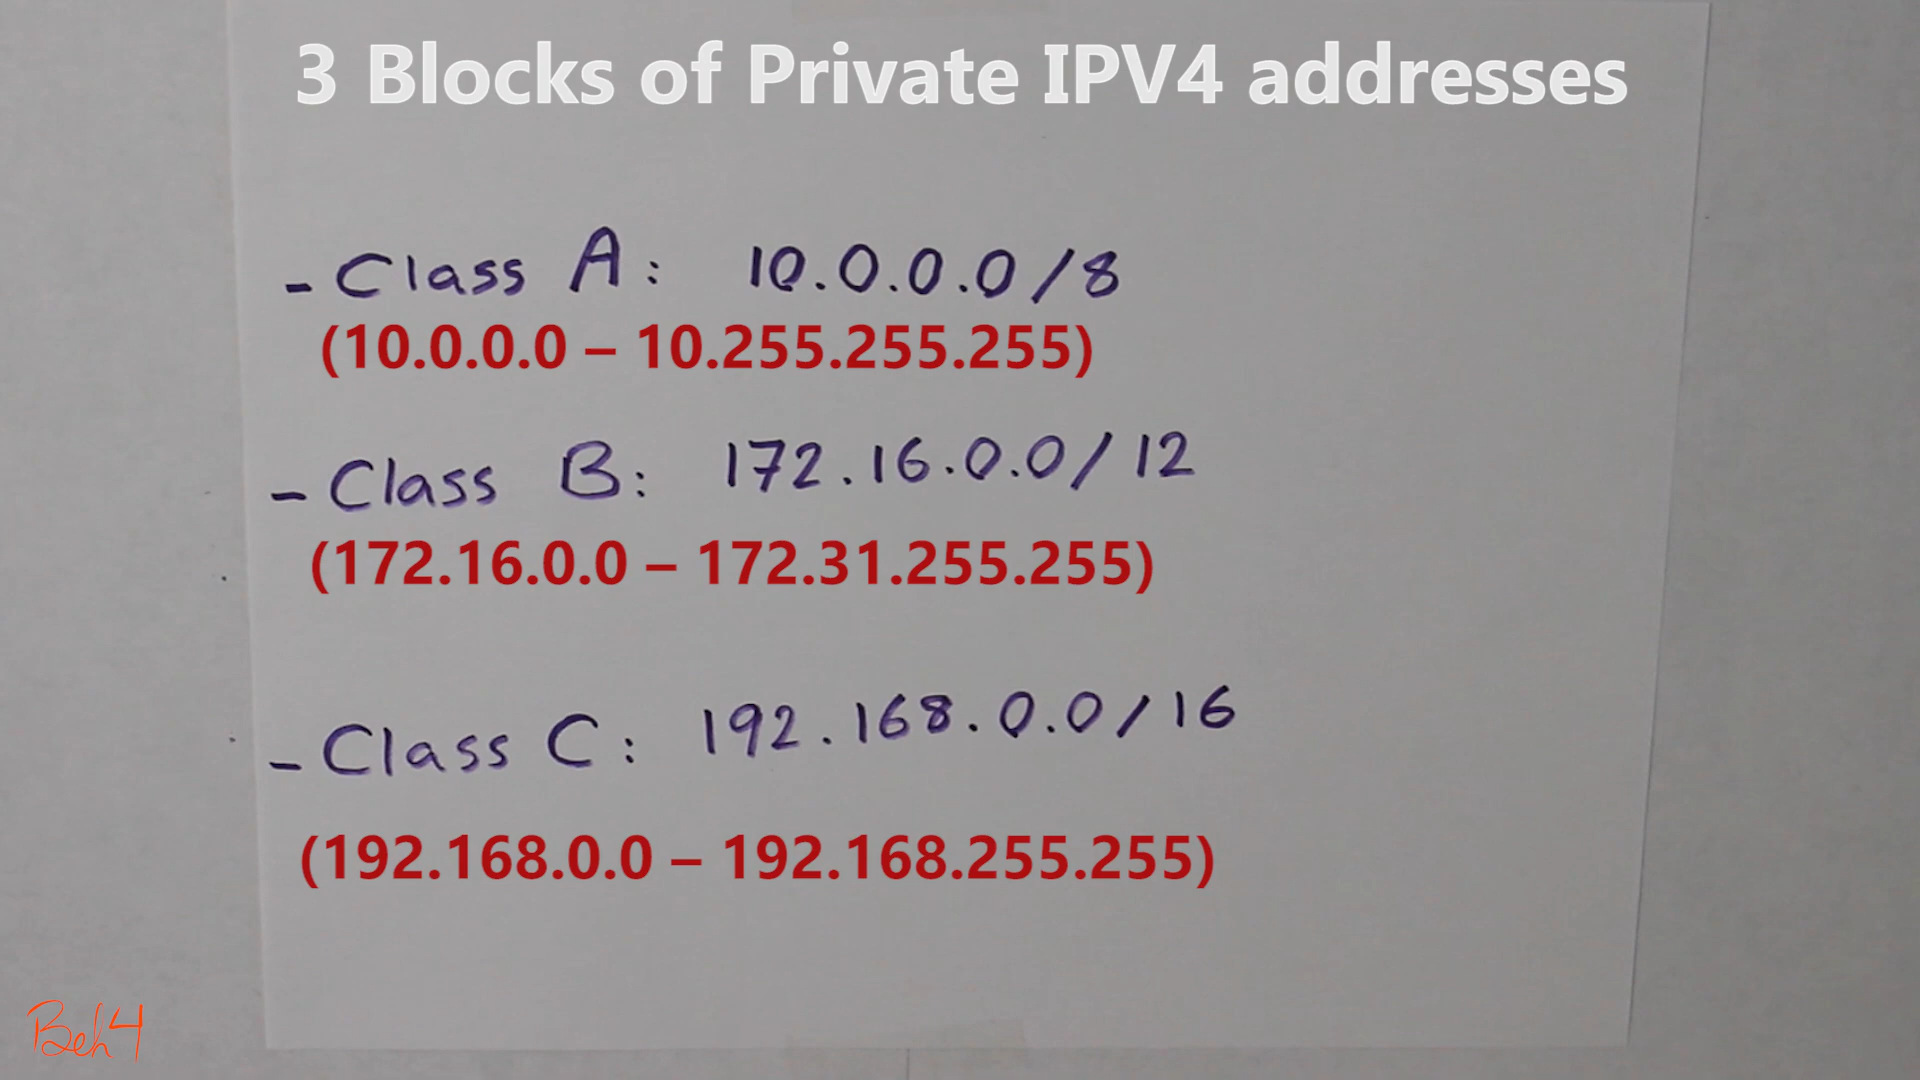 3 Blocks of Private IPV4 addresses
- Class A: 10.0.0.0/8
(10.0.0.0 – 10.255.255.255)
- Class B: 172.16.0.0/12
(172.16.0.0 – 172.31.255.255)
- Class C: 192.168.0.0/16
(192.168.0.0 – 192.168.255.255)
Beh4